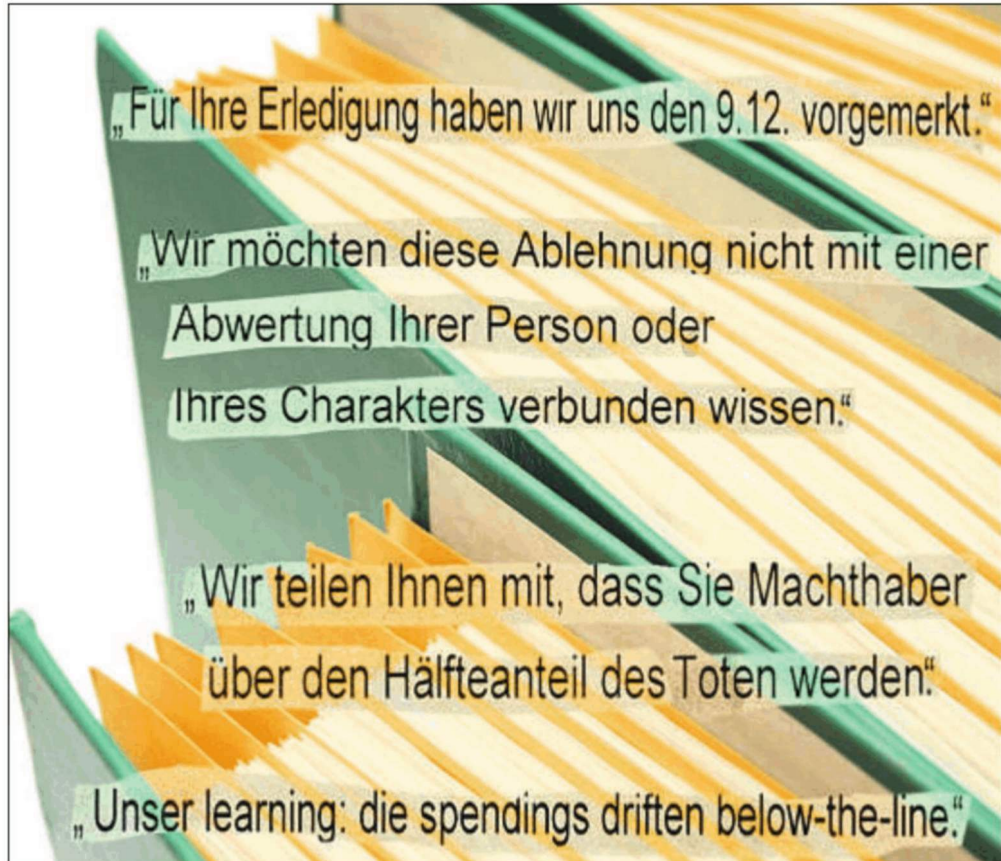 „Für Ihre Erledigung haben wir uns den 9.12. vorgemerkt.“
„Wir möchten diese Ablehnung nicht mit einer
Abwertung Ihrer Person oder
Ihres Charakters verbunden wissen.“
„Wir teilen Ihnen mit, dass Sie Machthaber
über den Hälfteanteil des Toten werden.“
„Unser learning: die spendings driften below-the-line.“